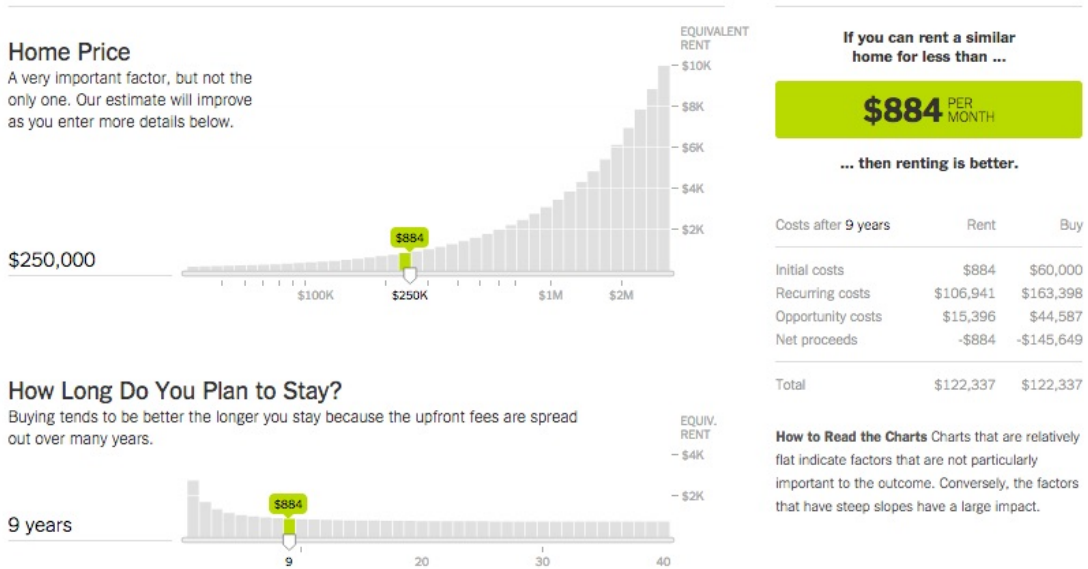 Home Price
A very important factor, but not the
only one. Our estimate will improve
as you enter more details below.
$250,000
EQUIVALENT
RENT
$10K
$8K
$6K
$4K
$2K
$884
$100K $250K $1M $2M
How Long Do You Plan to Stay?
Buying tends to be better the longer you stay because the upfront fees are spread
out over many years.
9 years
EQUIV.
RENT
$4K
$2K
$884
9 20 30 40
If you can rent a similar
home for less than ...
$884 PER
MONTH
... then renting is better.
Costs after 9 years Rent Buy
Initial costs $884 $60,000
Recurring costs $106,941 $163,398
Opportunity costs $15,396 $44,587
Net proceeds -$884 -$145,649
Total $122,337 $122,337
How to Read the Charts Charts that are relatively
flat indicate factors that are not particularly
important to the outcome. Conversely, the factors
that have steep slopes have a large impact.